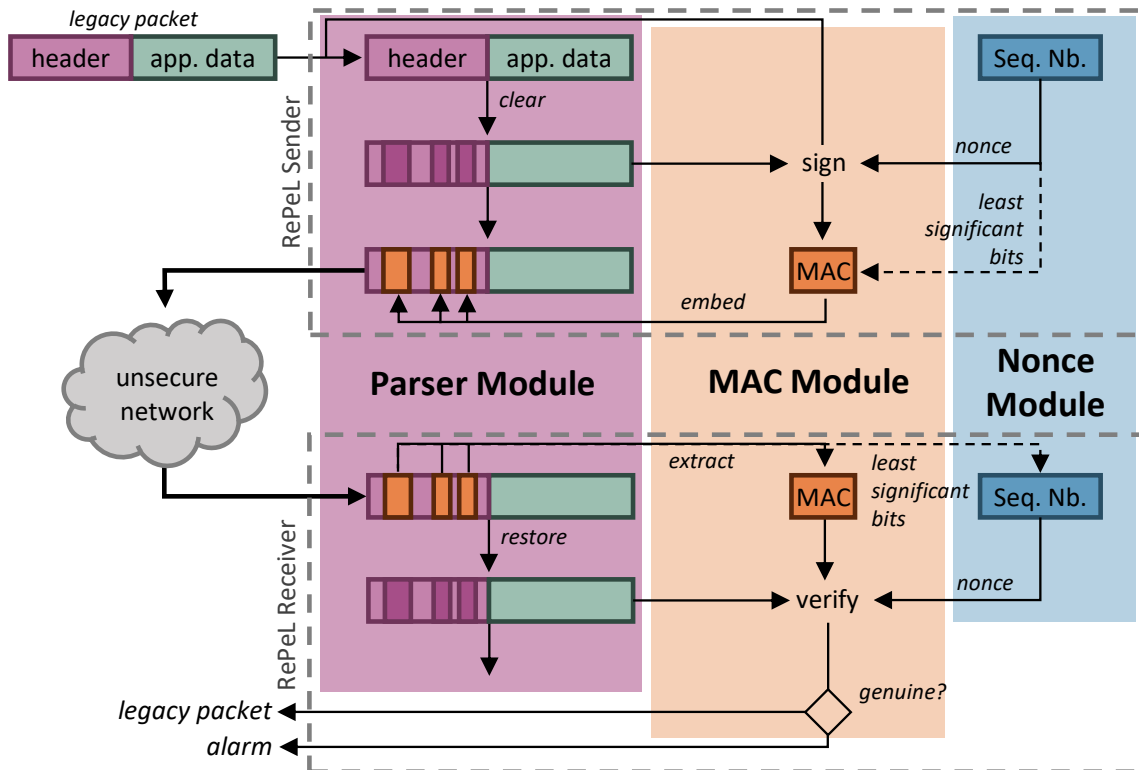 legacy packet
header
app. data
header
app. data
Seq. Nb.
clear
RePeL Sender
sign
nonce
least
significant
bits
MAC
embed
unsecure
network
Parser Module
MAC Module
Nonce
Module
RePeL Receiver
extract
MAC
least
significant
bits
Seq. Nb.
restore
verify
nonce
genuine?
legacy packet
alarm